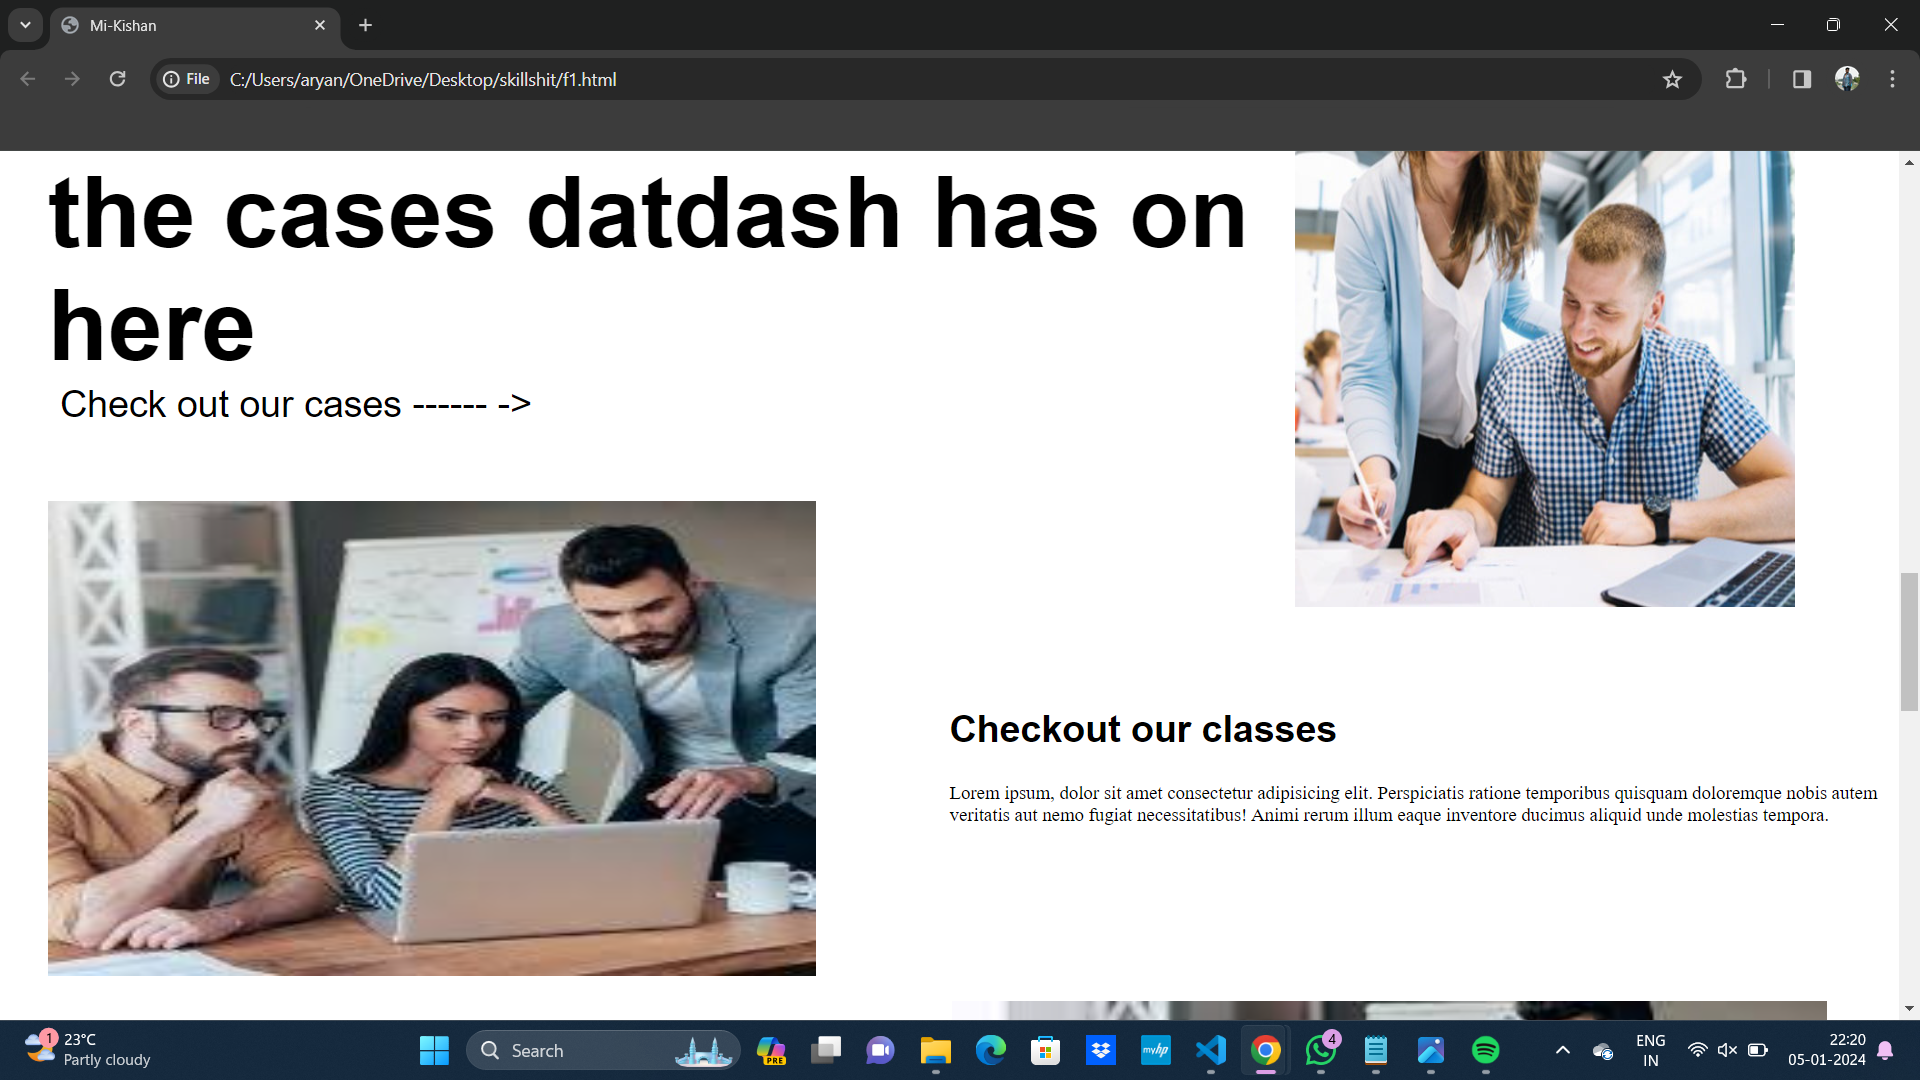 Mi-Kishan
File
C:/Users/aryan/OneDrive/Desktop/skillshit/f1.html
the cases datdash has on
here
Check out our cases ------ ->
Checkout our classes
Lorem ipsum, dolor sit amet consectetur adipisicing elit. Perspiciatis ratione temporibus quisquam doloremque nobis autem
veritatis aut nemo fugiat necessitatibus! Animi rerum illum eaque inventore ducimus aliquid unde molestias tempora.
1
23°C
Partly cloudy
Search
PRE
myhp
4
ENG
IN
22:20
05-01-2024